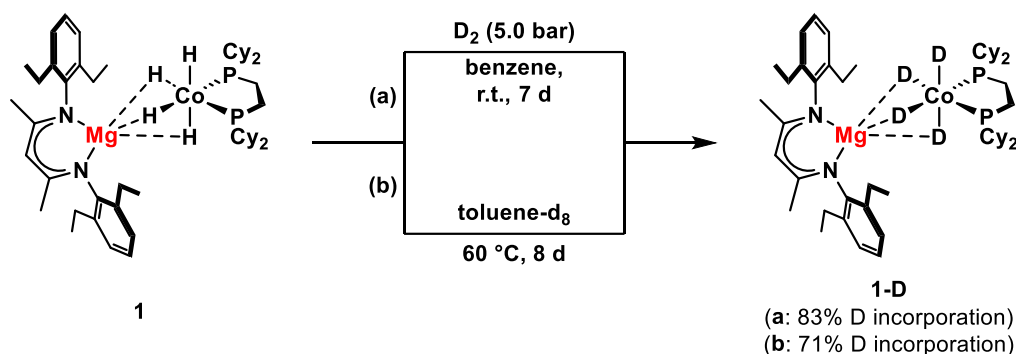 H
H
H
H
Co
P
Cy2
P
Cy2
N
Mg
N
1
D2 (5.0 bar)
benzene,
r.t., 7 d
(a)
(b)
toluene-d8
60 °C, 8 d
D
D
D
D
Co
P
Cy2
P
Cy2
N
Mg
N
1-D
(a: 83% D incorporation)
(b: 71% D incorporation)